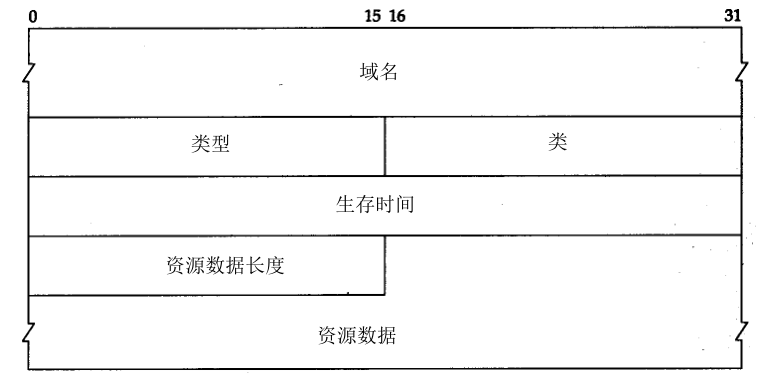 0 15 16 31
域名
类型 类
生存时间
资源数据长度
资源数据